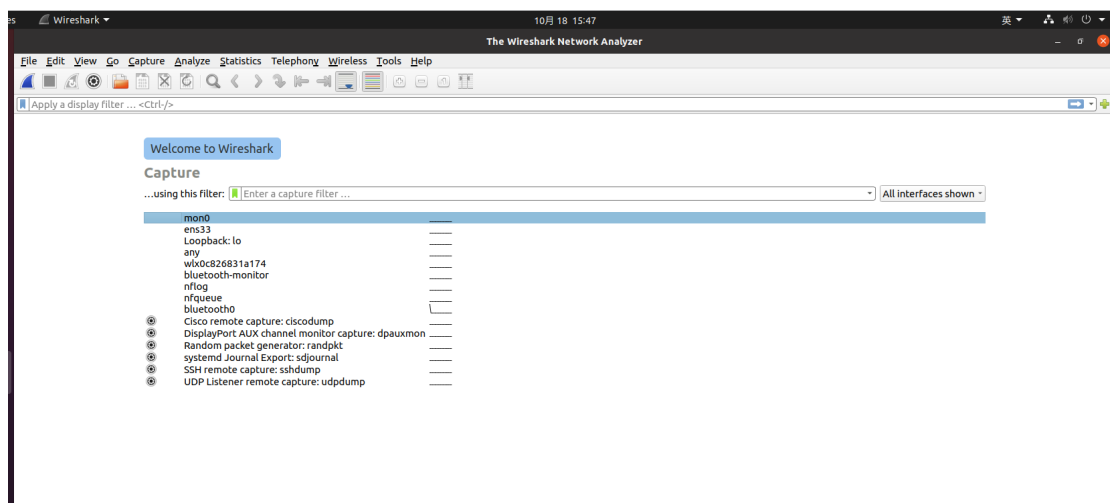 es Wireshark 10月 18 15:47 英
The Wireshark Network Analyzer
File Edit View Go Capture Analyze Statistics Telephony Wireless Tools Help
Apply a display filter ... <Ctrl-/>
Welcome to Wireshark
Capture
...using this filter: Enter a capture filter ... All interfaces shown
mon0
ens33
Loopback: lo
any
wlx0c826831a174
bluetooth-monitor
nflog
nfqueue
bluetooth0
Cisco remote capture: ciscodump
DisplayPort AUX channel monitor capture: dpauxmon
Random packet generator: randpkt
systemd Journal Export: sdjournal
SSH remote capture: sshdump
UDP Listener remote capture: udpdump